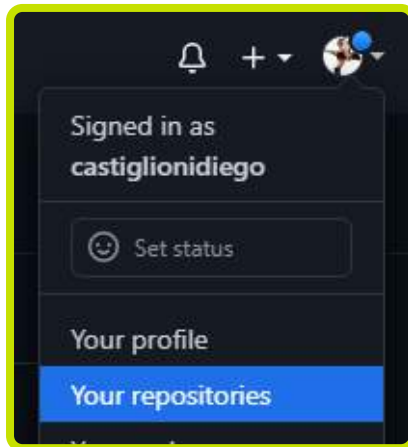 Signed in as
castiglionidiego
Set status
Your profile
Your repositories